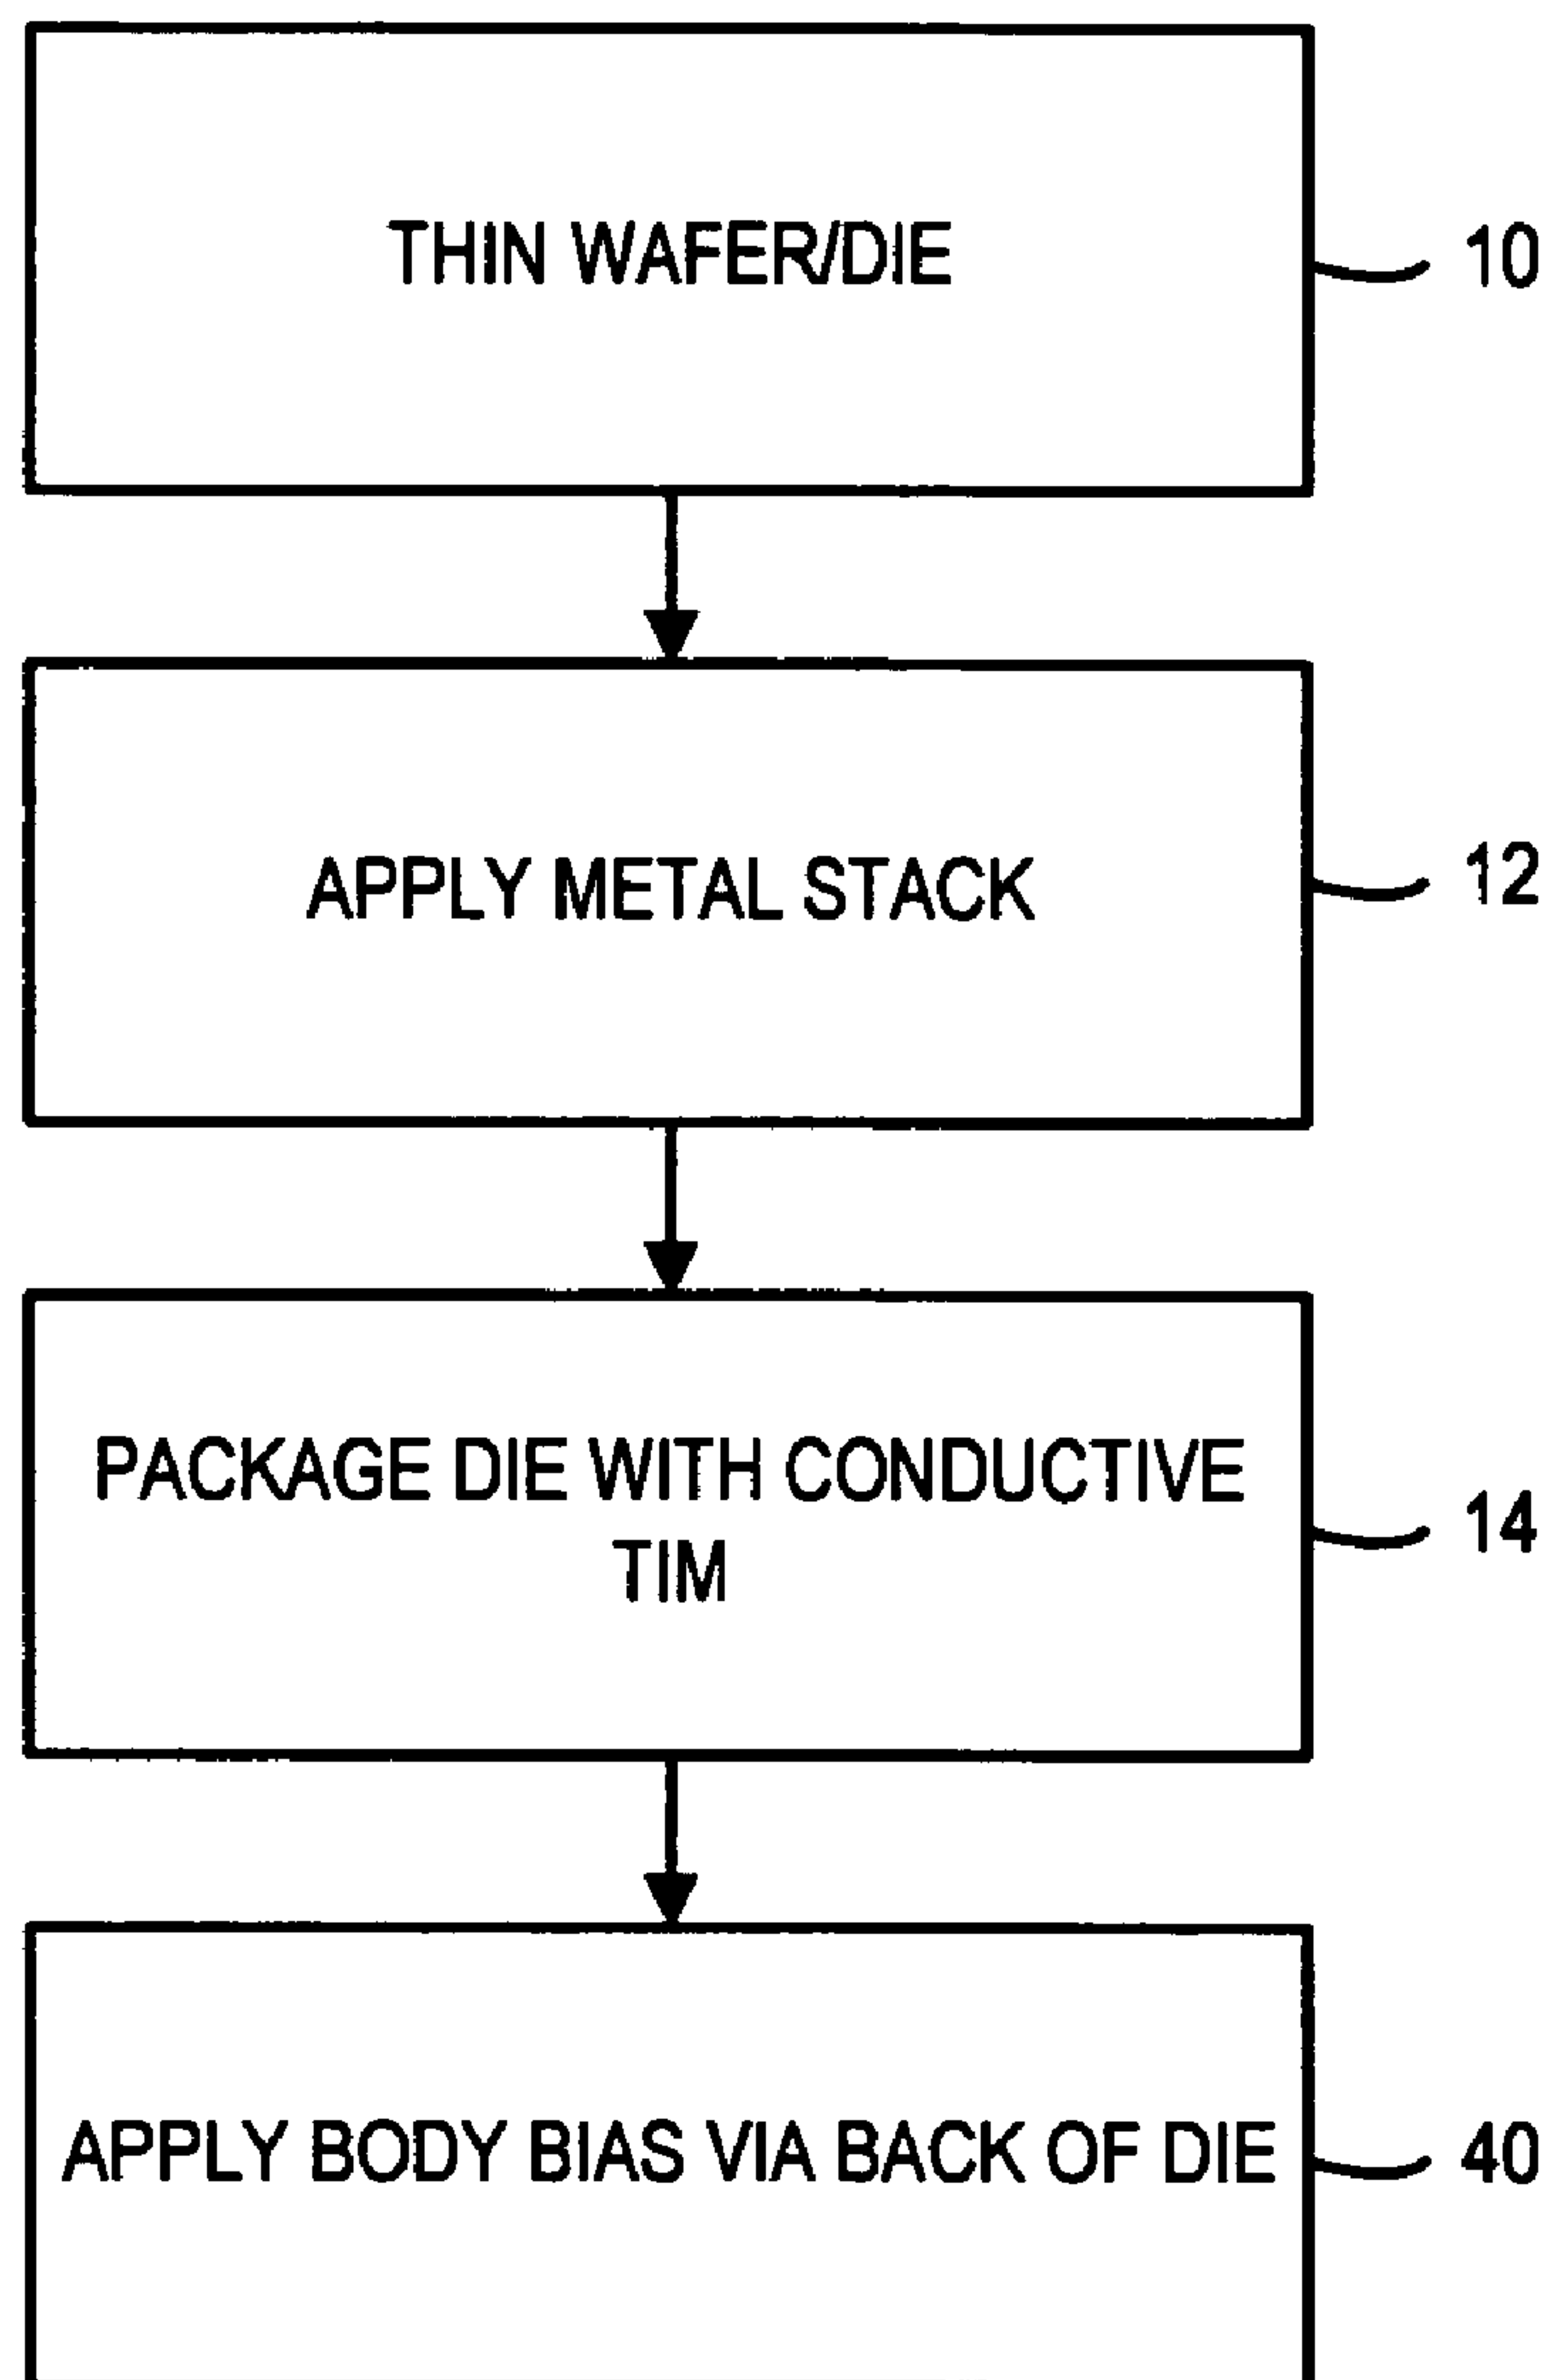 THIN WAFER/DIE
10
APPLY METAL STACK
12
PACKAGE DIE WITH CONDUCTIVE
TIM
14
APPLY BODY BIAS VIA BACK OF DIE
40